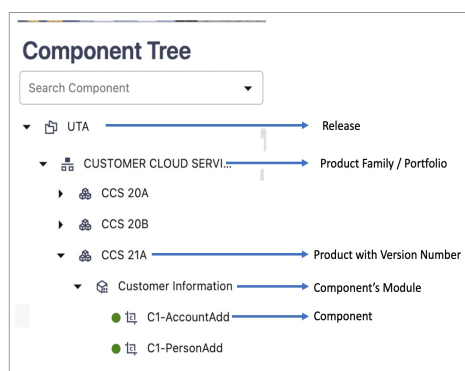 Component Tree
Search Component
UTA
Release
CUSTOMER CLOUD SERVI...
Product Family / Portfolio
CCS 20A
CCS 20B
CCS 21A
Product with Version Number
Customer Information
Component's Module
C1-AccountAdd
Component
C1-PersonAdd